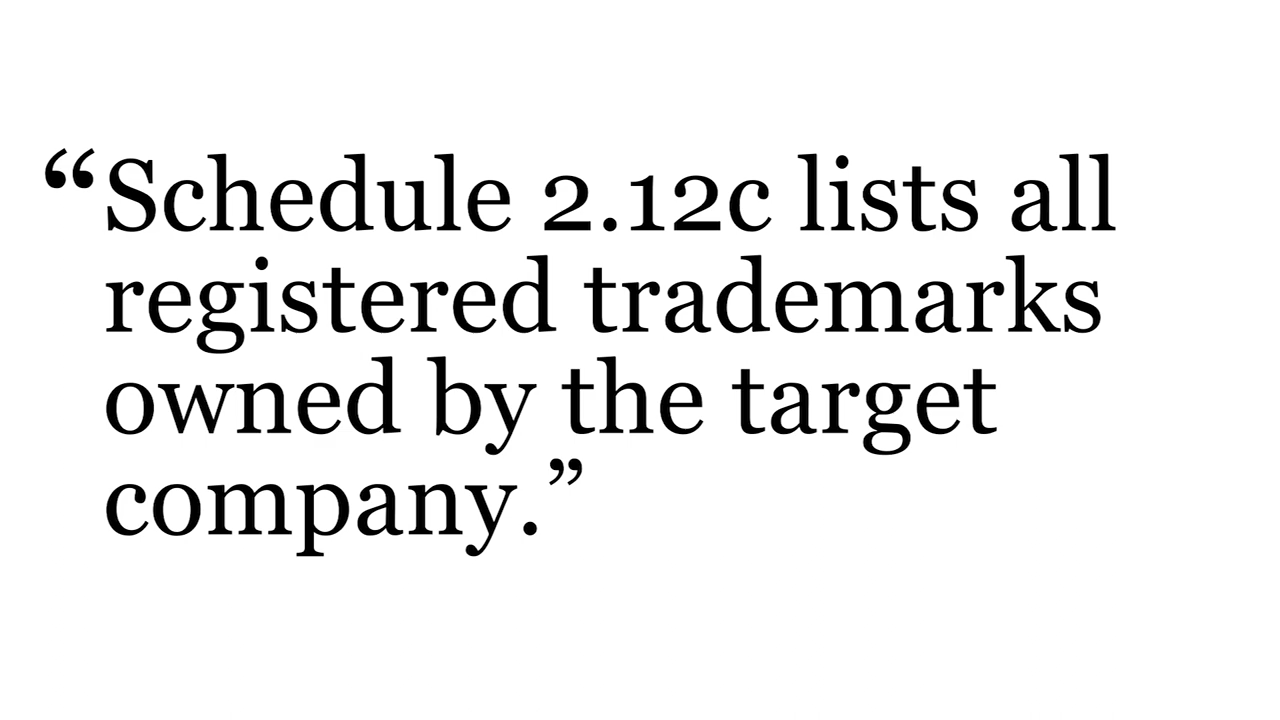 “Schedule 2.12c lists all
registered trademarks
owned by the target
company.”